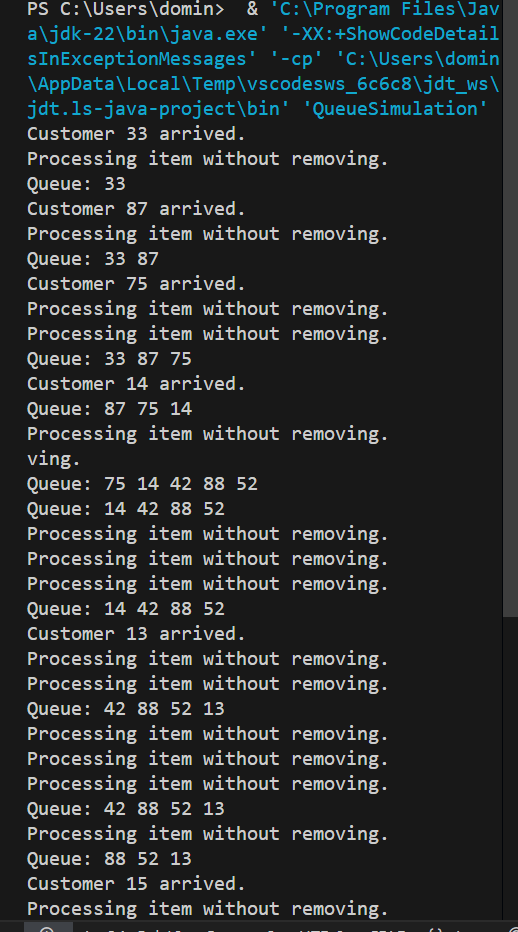 PS C:\Users\domin>  & 'C:\Program Files\Jav
a\jdk-22\bin\java.exe' '-XX:+ShowCodeDetail
sInExceptionMessages' '-cp' 'C:\Users\domin
\AppData\Local\Temp\vscodesws_6c6c8\jdt_ws\
jdt.ls-java-project\bin' 'QueueSimulation'
Customer 33 arrived.
Processing item without removing.
Queue: 33
Customer 87 arrived.
Processing item without removing.
Queue: 33 87
Customer 75 arrived.
Processing item without removing.
Processing item without removing.
Queue: 33 87 75
Customer 14 arrived.
Queue: 87 75 14
Processing item without removing.
ving.
Queue: 75 14 42 88 52
Queue: 14 42 88 52
Processing item without removing.
Processing item without removing.
Processing item without removing.
Queue: 14 42 88 52
Customer 13 arrived.
Processing item without removing.
Processing item without removing.
Queue: 42 88 52 13
Processing item without removing.
Processing item without removing.
Processing item without removing.
Queue: 42 88 52 13
Processing item without removing.
Queue: 88 52 13
Customer 15 arrived.
Processing item without removing.